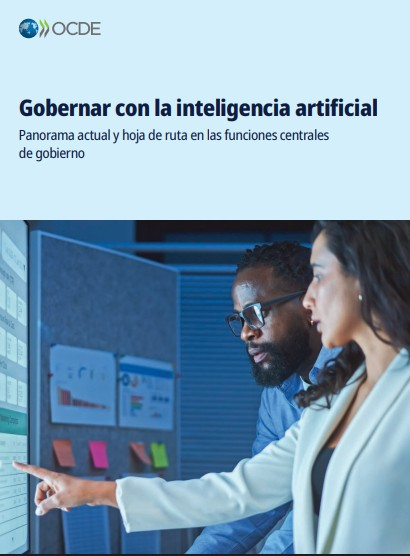 OCDE
Gobernar con la inteligencia artificial
Panorama actual y hoja de ruta en las funciones centrales
de gobierno